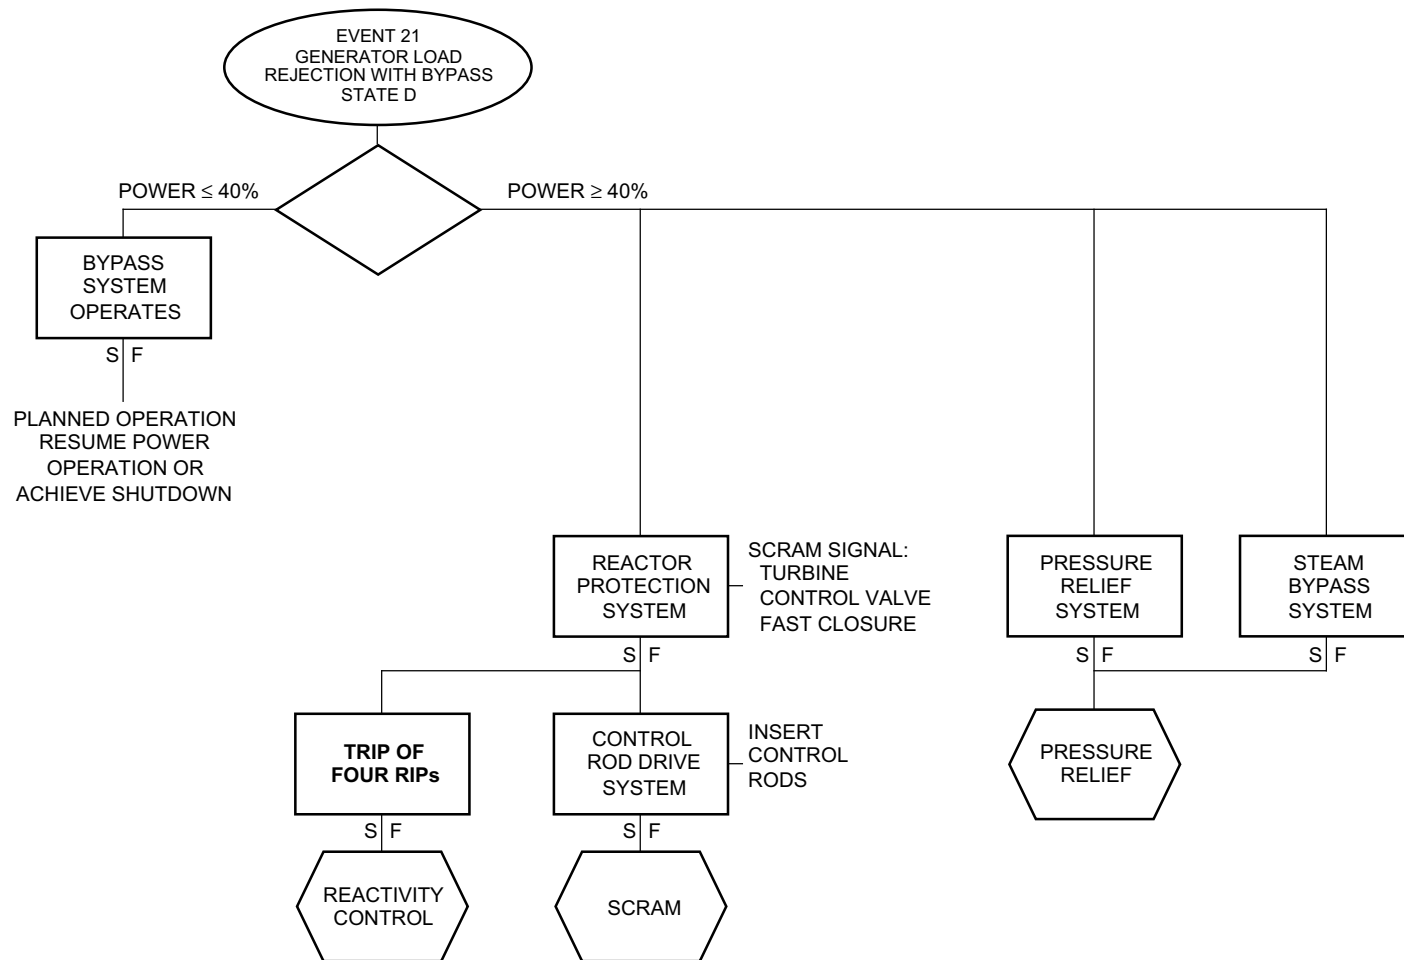 EVENT 21
GENERATOR LOAD
REJECTION WITH BYPASS
STATE D
POWER ≤ 40%
POWER ≥ 40%
BYPASS
SYSTEM
OPERATES
S F
PLANNED OPERATION
RESUME POWER
OPERATION OR
ACHIEVE SHUTDOWN
REACTOR
PROTECTION
SYSTEM
SCRAM SIGNAL:
TURBINE
CONTROL VALVE
FAST CLOSURE
PRESSURE
RELIEF
SYSTEM
STEAM
BYPASS
SYSTEM
S F
S F
S F
TRIP OF
FOUR RIPs
CONTROL
ROD DRIVE
SYSTEM
INSERT
CONTROL
RODS
PRESSURE
RELIEF
S F
S F
REACTIVITY
CONTROL
SCRAM